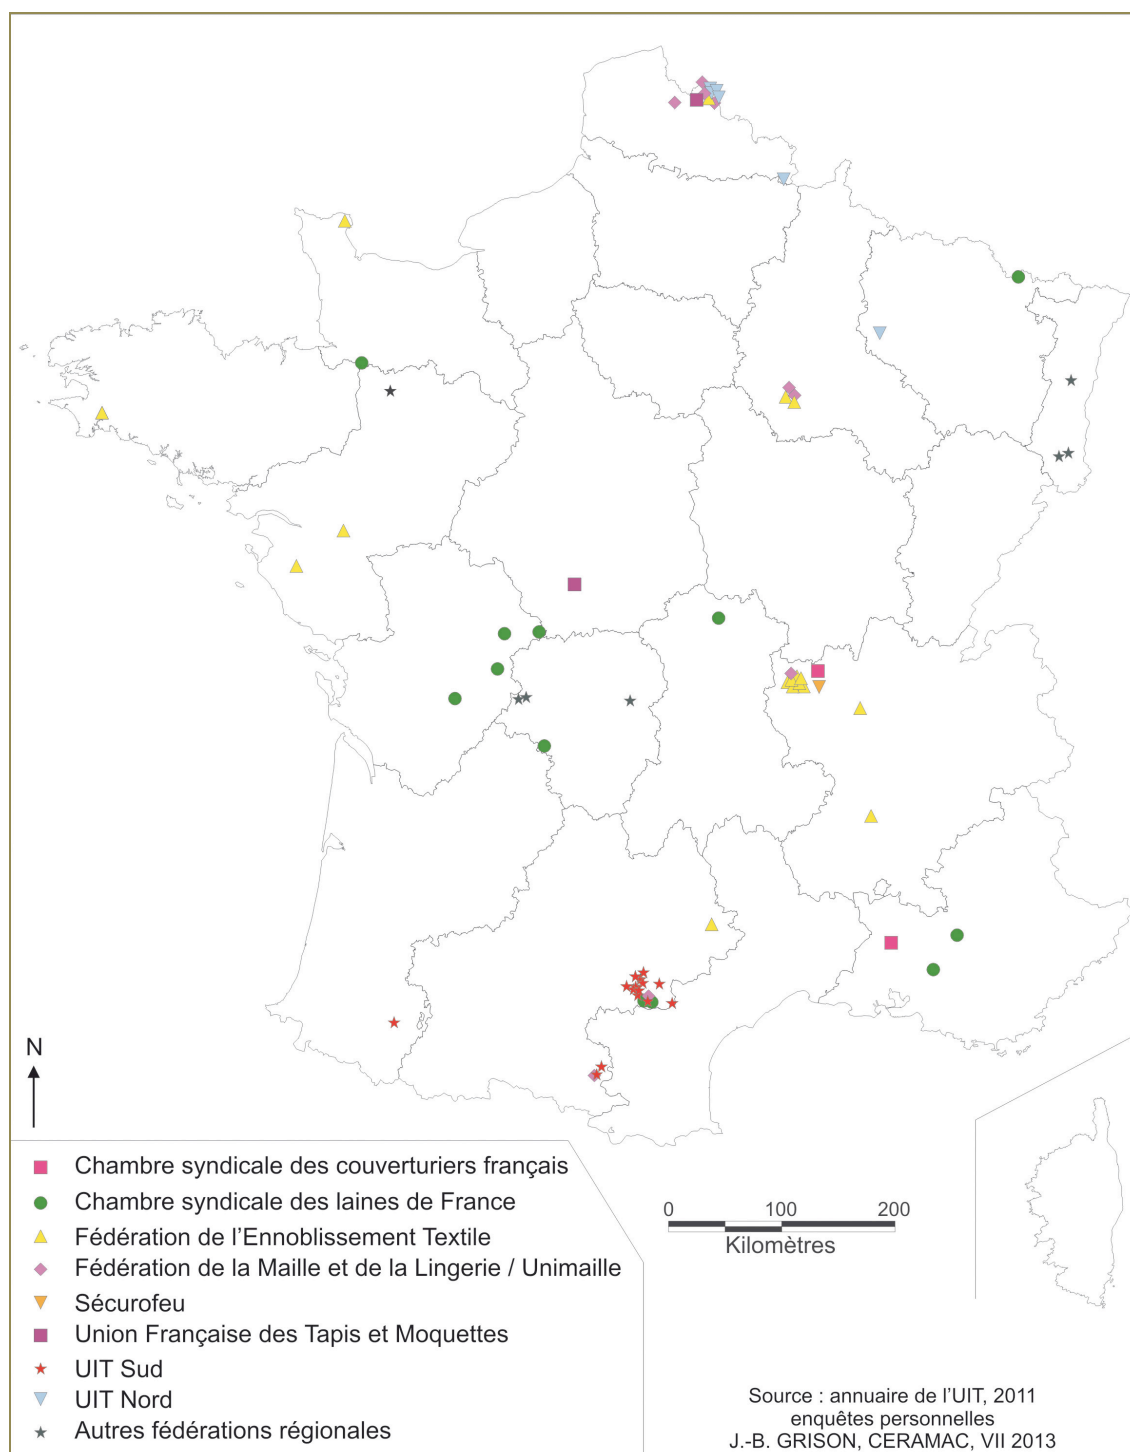 N
Chambre syndicale des couverturiers français
Chambre syndicale des laines de France
Fédération de l'Ennoblissement Textile
Fédération de la Maille et de la Lingerie / Unimaille
Sécurofeu
Union Française des Tapis et Moquettes
UIT Sud
UIT Nord
Autres fédérations régionales
0 100 200
Kilomètres
Source : annuaire de l'UIT, 2011
enquêtes personnelles
J.-B. GRISON, CERAMAC, VII 2013